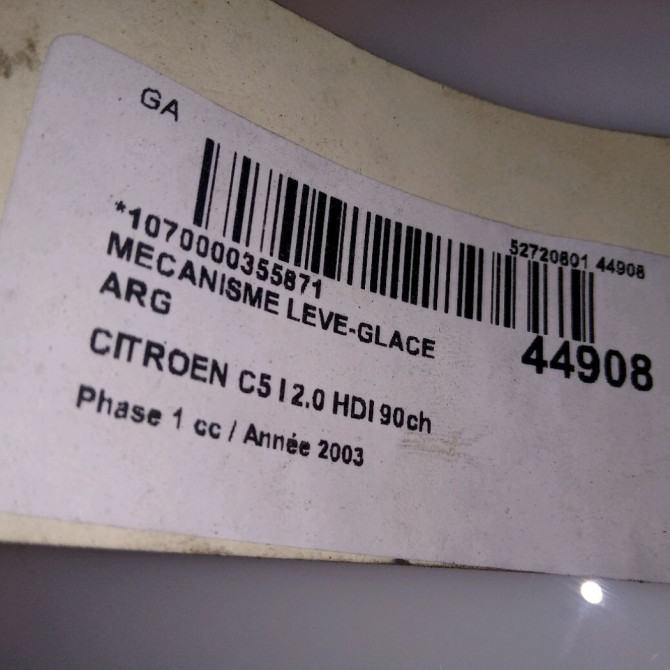 GA
*1070000355871
52720801 44908
MECANISME LEVE-GLACE
ARG
44908
CITROEN C5 I 2.0 HDI 90ch
Phase 1 cc / Année 2003